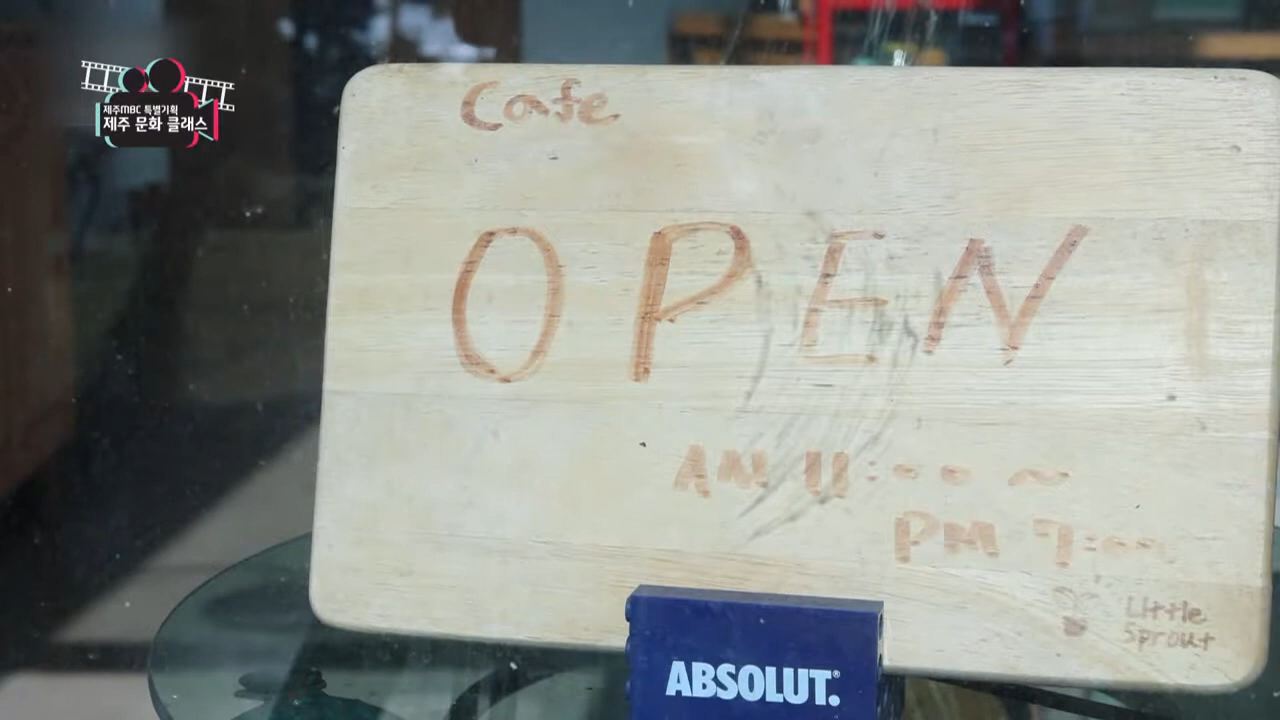 제주MBC 특별기획
제주 문화 클래스
Cafe
OPEN
AM 11:00 ~
PM 7:00
Little
Sprout
ABSOLUT.